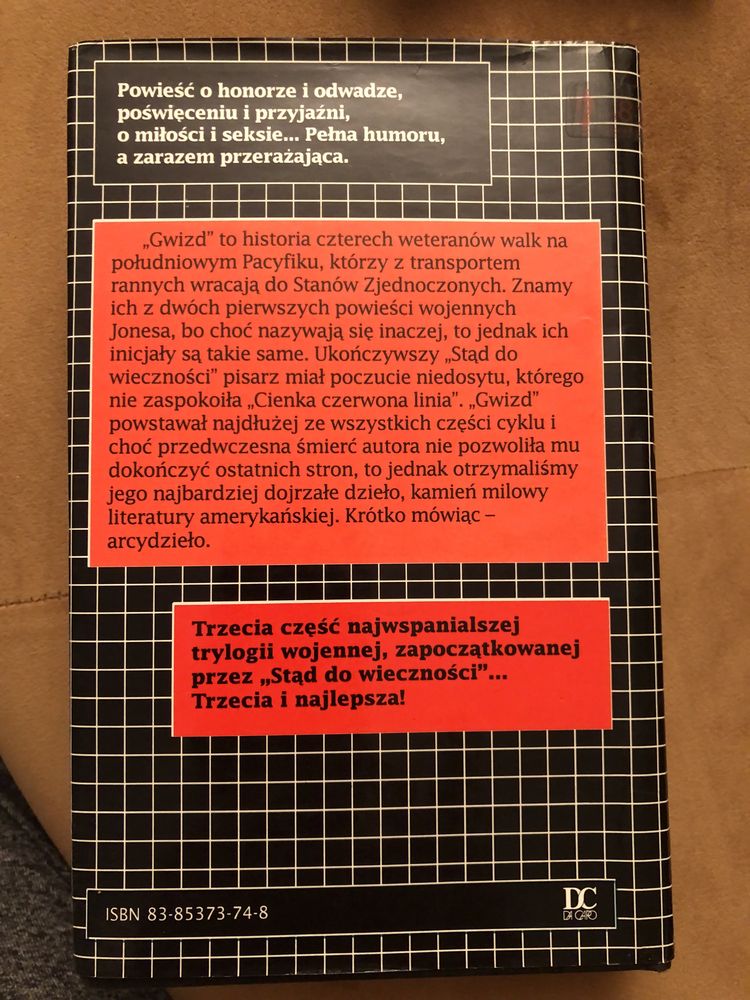 Powieść o honorze i odwadze,
poświęceniu i przyjaźni,
o miłości i seksie... Pełna humoru,
a zarazem przerażająca.
„Gwizd” to historia czterech weteranów walk na
południowym Pacyfiku, którzy z transportem
rannych wracają do Stanów Zjednoczonych. Znamy
ich z dwóch pierwszych powieści wojennych
Jonesa, bo choć nazywają się inaczej, to jednak ich
inicjały są takie same. Ukończywszy „Stąd do
wieczności” pisarz miał poczucie niedosytu, którego
nie zaspokoiła „Cienka czerwona linia”. „Gwizd”
powstawał najdłużej ze wszystkich części cyklu i
choć przedwczesna śmierć autora nie pozwoliła mu
dokończyć ostatnich stron, to jednak otrzymaliśmy
jego najbardziej dojrzałe dzieło, kamień milowy
literatury amerykańskiej. Krótko mówiąc –
arcydzieło.
Trzecia część najwspanialszej
trylogii wojennej, zapoczątkowanej
przez „Stąd do wieczności”...
Trzecia i najlepsza!
ISBN 83-85373-74-8
DC
DA CAPO